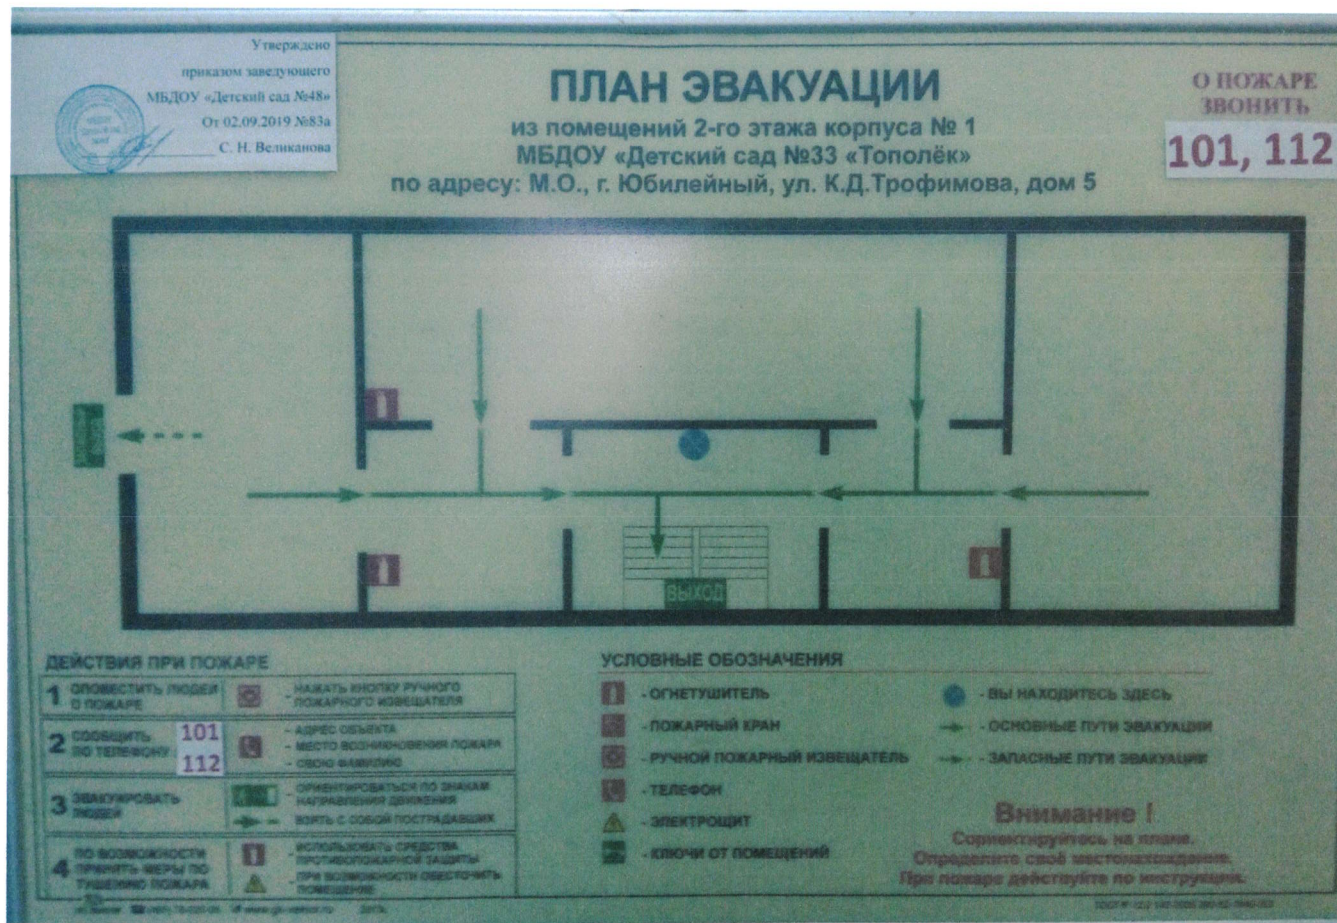 Утверждено
приказом заведующего
МБДОУ «Детский сад №48»
От 02.09.2019 №83а
С. Н. Великанова
ПЛАН ЭВАКУАЦИИ
из помещений 2-го этажа корпуса № 1
МБДОУ «Детский сад №33 «Тополёк»
по адресу: М.О., г. Юбилейный, ул. К.Д.Трофимова, дом 5
О ПОЖАРЕ
ЗВОНИТЬ
101, 112
ВЫХОД
ДЕЙСТВИЯ ПРИ ПОЖАРЕ
1 ОПОВЕСТИТЬ ЛЮДЕЙ
О ПОЖАРЕ
- НАЖАТЬ КНОПКУ РУЧНОГО
ПОЖАРНОГО ИЗВЕЩАТЕЛЯ
2 СООБЩИТЬ
ПО ТЕЛЕФОНУ
101
112
- АДРЕС ОБЪЕКТА
- МЕСТО ВОЗНИКНОВЕНИЯ ПОЖАРА
- СВОЮ ФАМИЛИЮ
3 ЭВАКУИРОВАТЬ
ЛЮДЕЙ
- ОРИЕНТИРОВАТЬСЯ ПО ЗНАКАМ
НАПРАВЛЕНИЯ ДВИЖЕНИЯ
- ВЗЯТЬ С СОБОЙ ПОСТРАДАВШИХ
4 ПО ВОЗМОЖНОСТИ
ПРИНЯТЬ МЕРЫ ПО
ТУШЕНИЮ ПОЖАРА
- ИСПОЛЬЗОВАТЬ СРЕДСТВА
ПРОТИВОПОЖАРНОЙ ЗАЩИТЫ
- ПРИ ВОЗМОЖНОСТИ ОБЕСТОЧИТЬ
ПОМЕЩЕНИЕ
УСЛОВНЫЕ ОБОЗНАЧЕНИЯ
- ОГНЕТУШИТЕЛЬ
- ПОЖАРНЫЙ КРАН
- РУЧНОЙ ПОЖАРНЫЙ ИЗВЕЩАТЕЛЬ
- ТЕЛЕФОН
- ЭЛЕКТРОЩИТ
- КЛЮЧИ ОТ ПОМЕЩЕНИЙ
- ВЫ НАХОДИТЕСЬ ЗДЕСЬ
- ОСНОВНЫЕ ПУТИ ЭВАКУАЦИИ
- ЗАПАСНЫЕ ПУТИ ЭВАКУАЦИИ
Внимание !
Сориентируйтесь на плане.
Определите своё местонахождение.
При пожаре действуйте по инструкции.